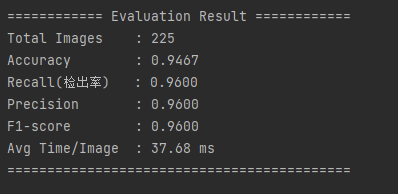 ============ Evaluation Result ============
Total Images    : 225
Accuracy        : 0.9467
Recall(检出率)   : 0.9600
Precision       : 0.9600
F1-score        : 0.9600
Avg Time/Image  : 37.68 ms
===========================================